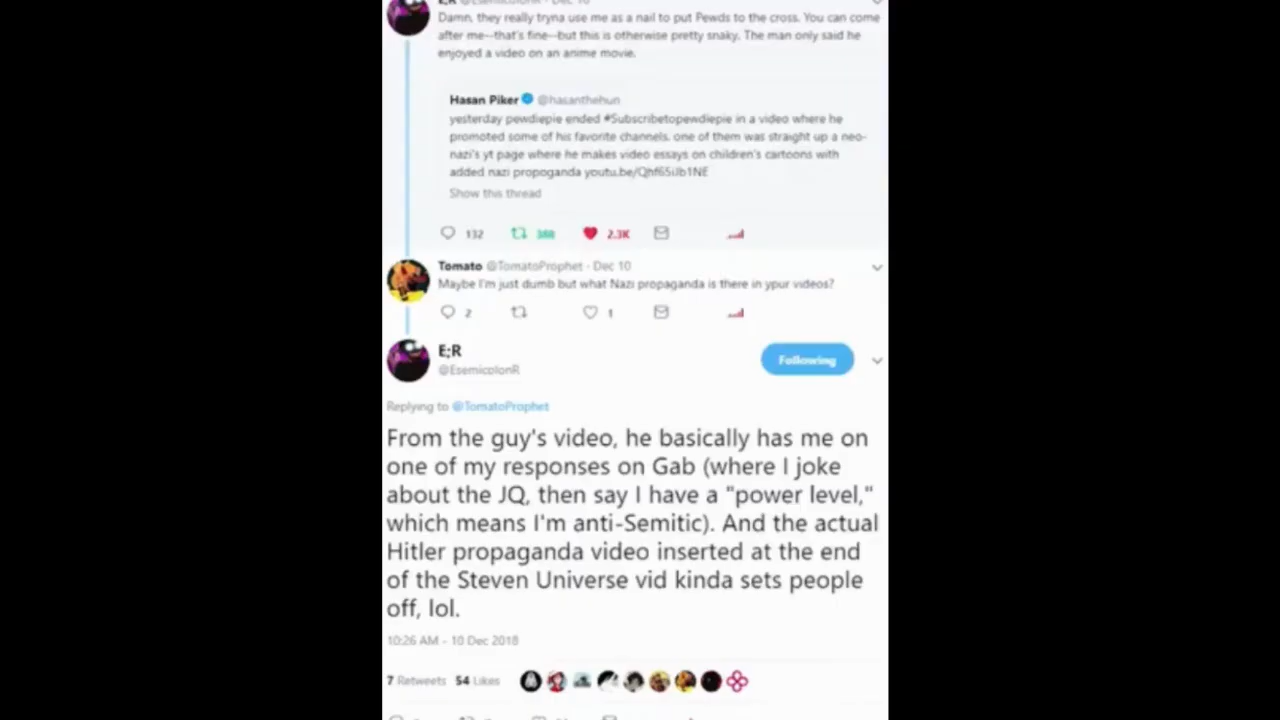 E;R @EsemicolonR · Dec 10
Damn, they really tryna use me as a nail to put Pewds to the cross. You can come
after me--that's fine--but this is otherwise pretty snaky. The man only said he
enjoyed a video on an anime movie.
Hasan Piker @hasanthehun
yesterday pewdiepie ended #Subscribetopewdiepie in a video where he
promoted some of his favorite channels. one of them was straight up a neo-
nazi's yt page where he makes video essays on children's cartoons with
added nazi propoganda
Show this thread
132 388 2.3K
Tomato @TomatoProphet · Dec 10
Maybe I'm just dumb but what Nazi propaganda is there in ypur videos?
2 1
E;R
Following
@EsemicolonR
Replying to @TomatoProphet
From the guy's video, he basically has me on
one of my responses on Gab (where I joke
about the JQ, then say I have a "power level,"
which means I'm anti-Semitic). And the actual
Hitler propaganda video inserted at the end
of the Steven Universe vid kinda sets people
off, lol.
10:26 AM - 10 Dec 2018
7 Retweets 54 Likes